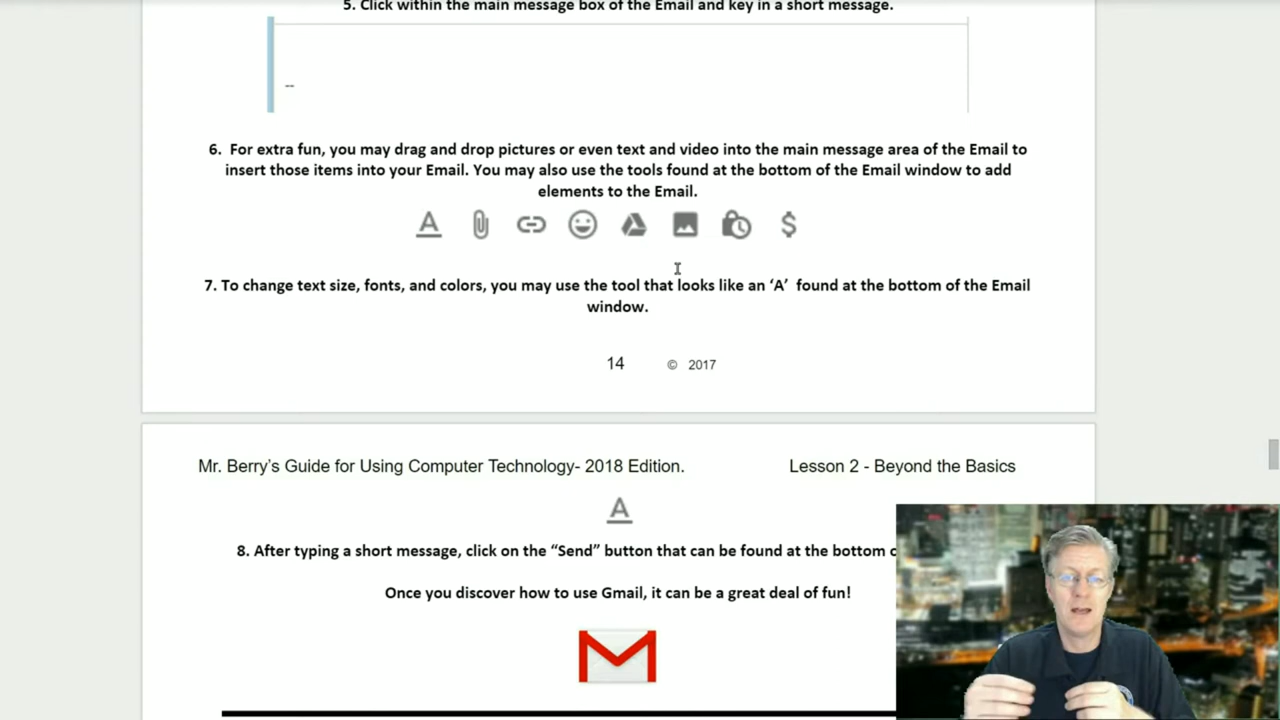 5. Click within the main message box of the Email and key in a short message.
--
6. For extra fun, you may drag and drop pictures or even text and video into the main message area of the Email to
insert those items into your Email. You may also use the tools found at the bottom of the Email window to add
elements to the Email.
A $
7. To change text size, fonts, and colors, you may use the tool that looks like an ‘A’ found at the bottom of the Email
window.
14 © 2017
Mr. Berry’s Guide for Using Computer Technology- 2018 Edition. Lesson 2 - Beyond the Basics
A
8. After typing a short message, click on the “Send” button that can be found at the bottom
Once you discover how to use Gmail, it can be a great deal of fun!